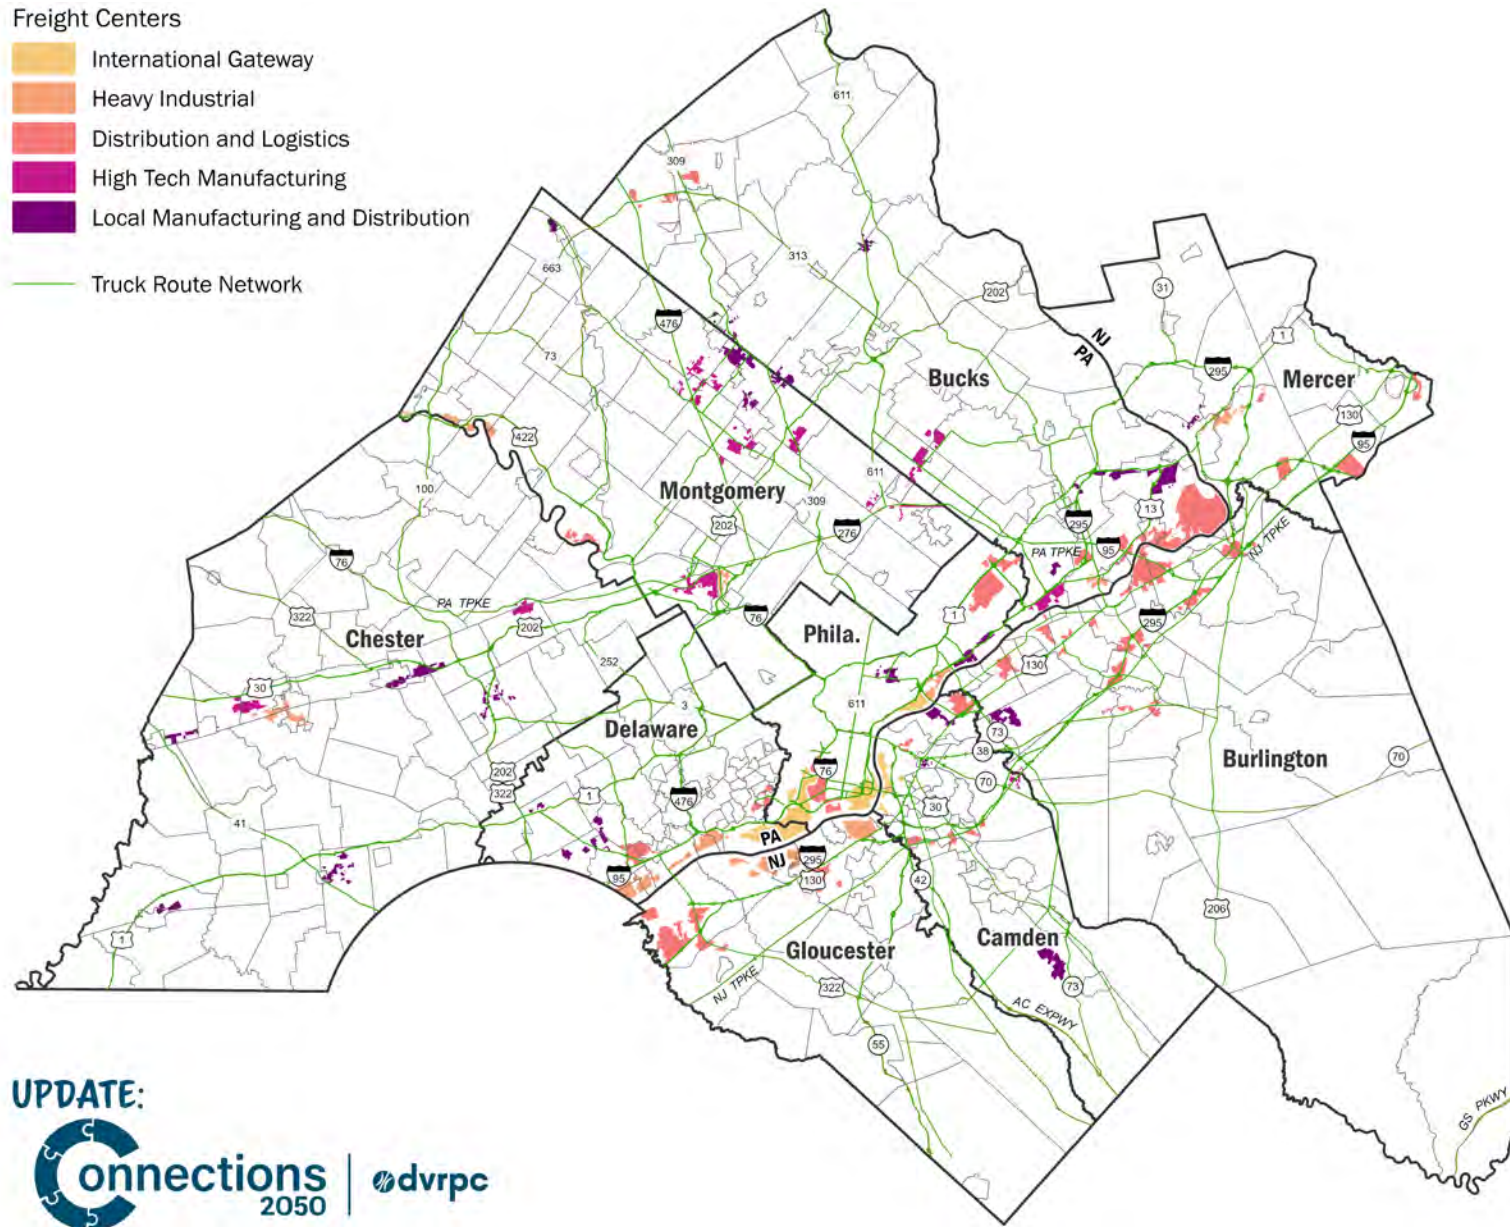 Freight Centers
International Gateway
Heavy Industrial
Distribution and Logistics
High Tech Manufacturing
Local Manufacturing and Distribution
Truck Route Network
611
309
313
663
202
31
476
NJ
PA
1
73
295
Bucks
Mercer
130
422
95
611
Montgomery
100
309
13
202
276
295
PA TPKE
95
NJ TPKE
76
PA TPKE
322
202
76
1
295
Chester
Phila.
252
130
30
3
611
Delaware
73
38
Burlington
70
202
76
70
322
1
476
30
41
PA
NJ
295
95
130
42
206
1
Gloucester
Camden
NJ TPKE
322
73
AC EXPWY
55
GS PKWY
UPDATE:
Connections
2050
dvrpc